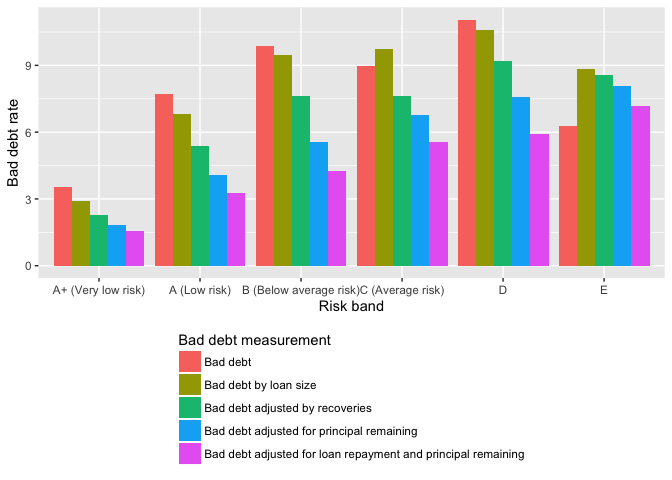 Bad debt rate
9
6
3
0
A+ (Very low risk)
A (Low risk)
B (Below average risk)
C (Average risk)
D
E
Risk band
Bad debt measurement
Bad debt
Bad debt by loan size
Bad debt adjusted by recoveries
Bad debt adjusted for principal remaining
Bad debt adjusted for loan repayment and principal remaining